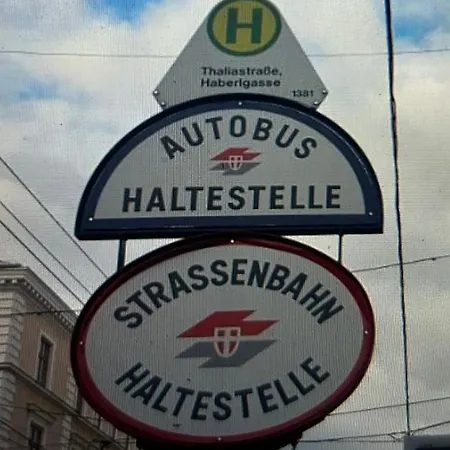 H
Thaliastraße,
Haberlgasse
1381
AUTOBUS
HALTESTELLE
STRASSENBAHN
HALTESTELLE